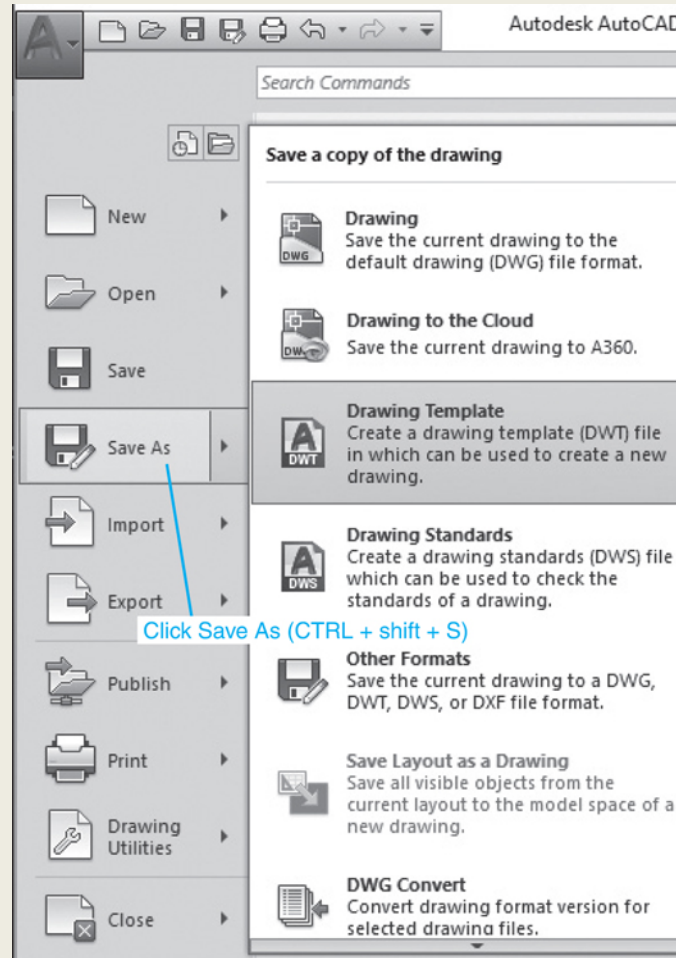 Autodesk AutoCAD
Search Commands
Save a copy of the drawing
New
Open
Save
Save As
Import
Export
Publish
Print
Drawing
Utilities
Close
DWG
Drawing
Save the current drawing to the
default drawing (DWG) file format.
Drawing to the Cloud
Save the current drawing to A360.
DWT
Drawing Template
Create a drawing template (DWT) file
in which can be used to create a new
drawing.
DWS
Drawing Standards
Create a drawing standards (DWS) file
which can be used to check the
standards of a drawing.
Click Save As (CTRL + shift + S)
Other Formats
Save the current drawing to a DWG,
DWT, DWS, or DXF file format.
Save Layout as a Drawing
Save all visible objects from the
current layout to the model space of a
new drawing.
DWG Convert
Convert drawing format version for
selected drawing files.